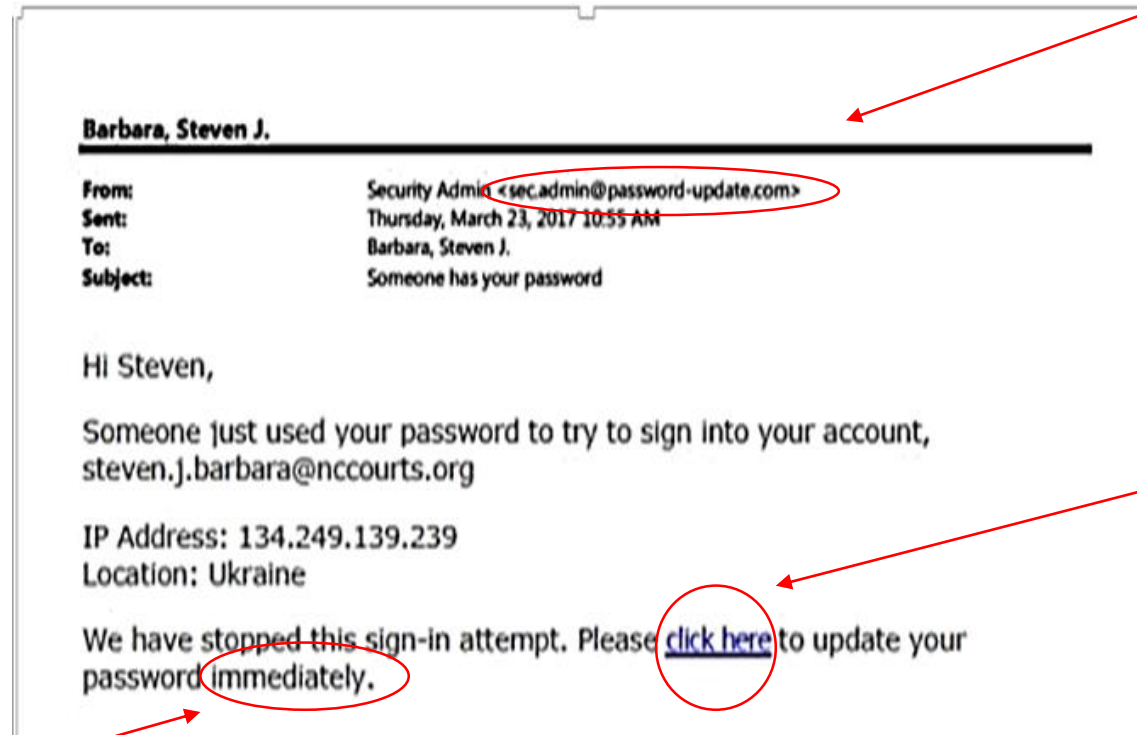 Barbara, Steven J.
From: Security Admin <sec.admin@password-update.com>
Sent: Thursday, March 23, 2017 10:55 AM
To: Barbara, Steven J.
Subject: Someone has your password
Hi Steven,
Someone just used your password to try to sign into your account,
steven.j.barbara@nccourts.org
IP Address: 134.249.139.239
Location: Ukraine
We have stopped this sign-in attempt. Please click here to update your
password immediately.